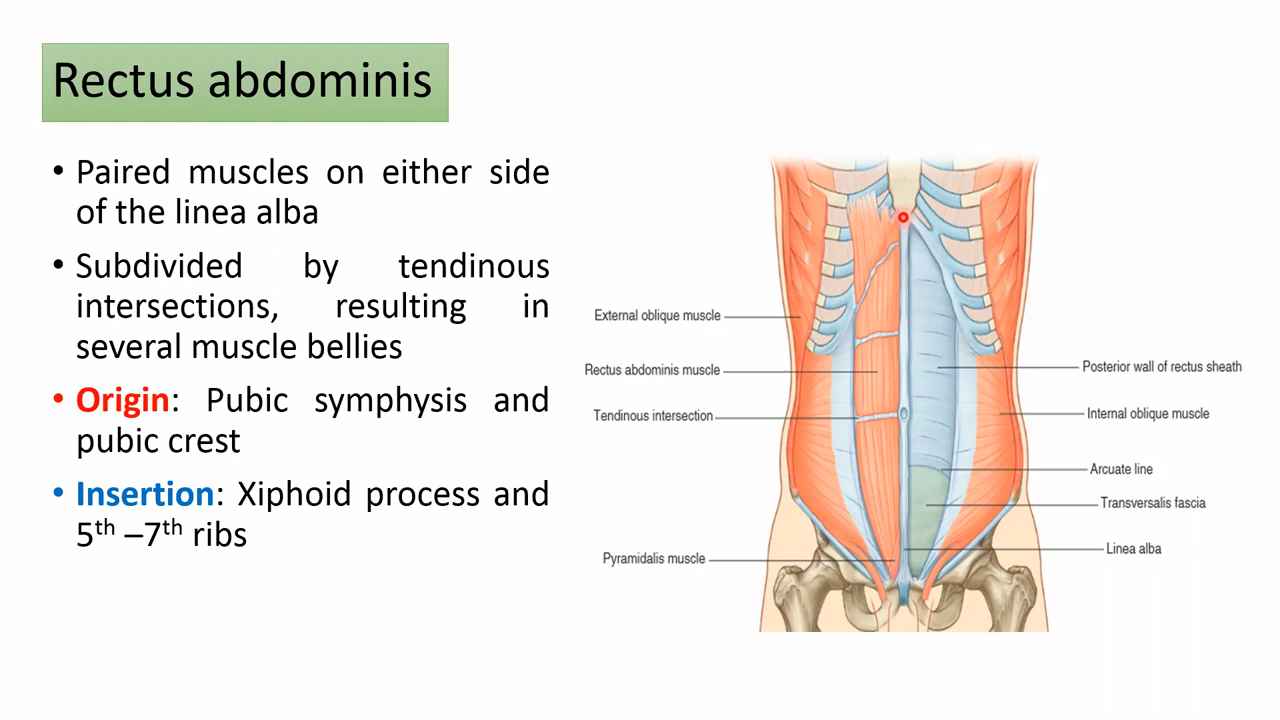 Rectus abdominis
• Paired muscles on either side
of the linea alba
• Subdivided by tendinous
intersections, resulting in
several muscle bellies
• Origin: Pubic symphysis and
pubic crest
• Insertion: Xiphoid process and
5th –7th ribs
External oblique muscle
Rectus abdominis muscle
Tendinous intersection
Pyramidalis muscle
Posterior wall of rectus sheath
Internal oblique muscle
Arcuate line
Transversalis fascia
Linea alba